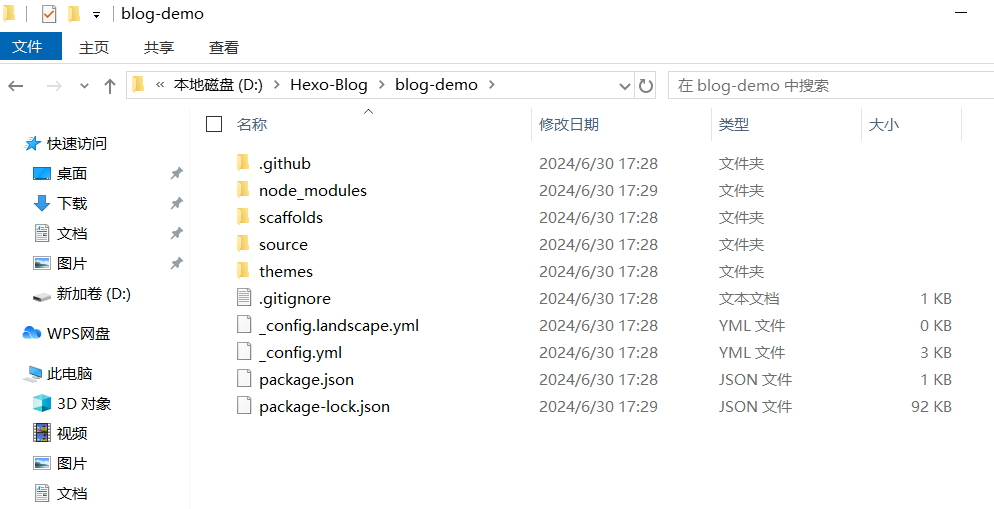 blog-demo
文件 主页 共享 查看
« 本地磁盘 (D:) > Hexo-Blog > blog-demo > 在 blog-demo 中搜索
名称 修改日期 类型 大小
快速访问
桌面
下载
文档
图片
新加卷 (D:)
WPS网盘
此电脑
3D 对象
视频
图片
文档
.github 2024/6/30 17:28 文件夹
node_modules 2024/6/30 17:29 文件夹
scaffolds 2024/6/30 17:28 文件夹
source 2024/6/30 17:28 文件夹
themes 2024/6/30 17:28 文件夹
.gitignore 2024/6/30 17:28 文本文档 1 KB
_config.landscape.yml 2024/6/30 17:28 YML 文件 0 KB
_config.yml 2024/6/30 17:28 YML 文件 3 KB
package.json 2024/6/30 17:28 JSON 文件 1 KB
package-lock.json 2024/6/30 17:29 JSON 文件 92 KB